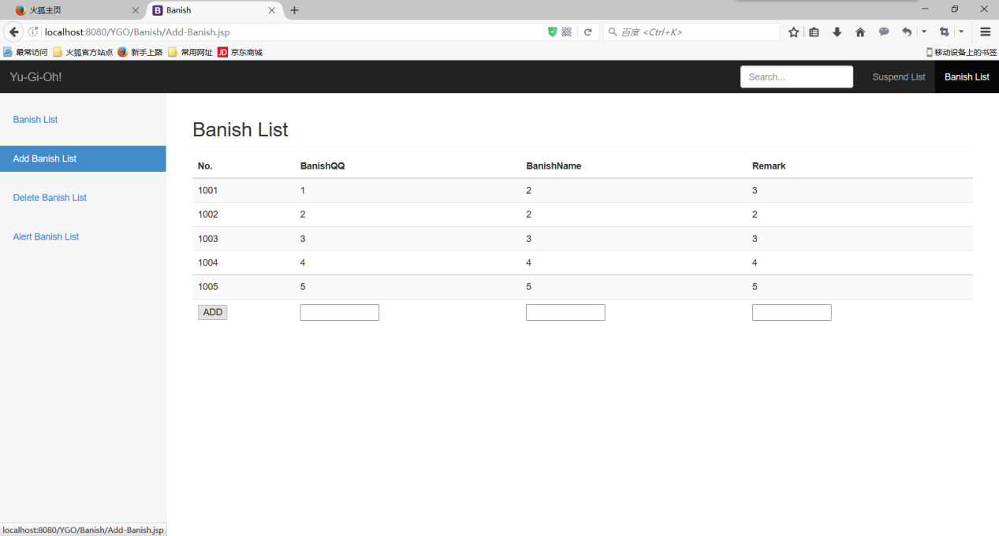 火狐主页 Banish
localhost:8080/YGO/Banish/Add-Banish.jsp 百度 <Ctrl+K>
最常访问 火狐官方站点 新手上路 常用网址 JD 京东商城 移动设备上的书签
Yu-Gi-Oh! Search... Suspend List Banish List
Banish List
Add Banish List
Delete Banish List
Alert Banish List
Banish List
No. BanishQQ BanishName Remark
1001 1 2 3
1002 2 2 2
1003 3 3 3
1004 4 4 4
1005 5 5 5
ADD
localhost:8080/YGO/Banish/Add-Banish.jsp